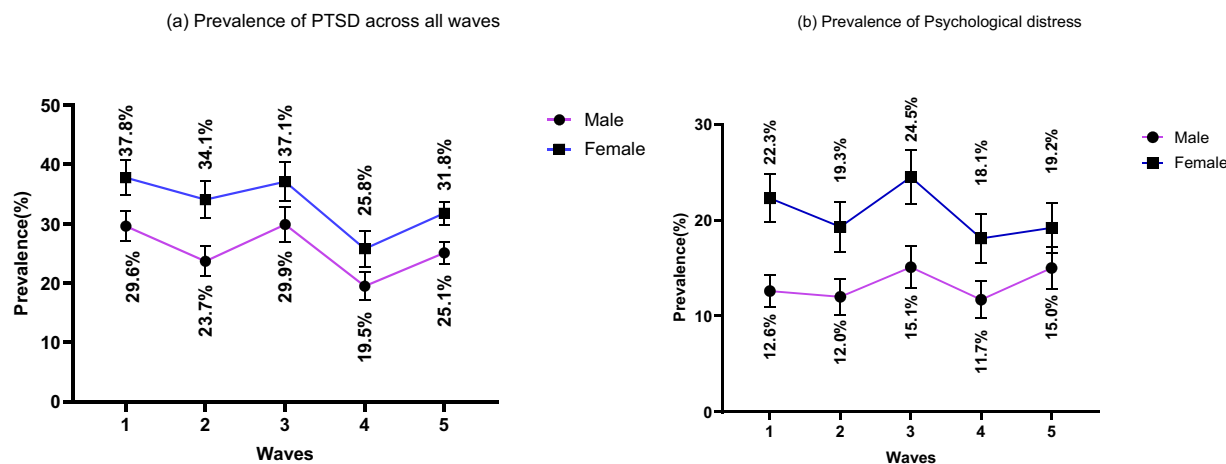 (a) Prevalence of PTSD across all waves
Prevalence(%)
50
40
30
20
10
0
37.8%
34.1%
37.1%
25.8%
31.8%
29.6%
23.7%
29.9%
19.5%
25.1%
1 2 3 4 5
Waves
Male
Female
(b) Prevalence of Psychological distress
Prevalence(%)
30
20
10
0
22.3%
19.3%
24.5%
18.1%
19.2%
12.6%
12.0%
15.1%
11.7%
15.0%
1 2 3 4 5
Waves
Male
Female